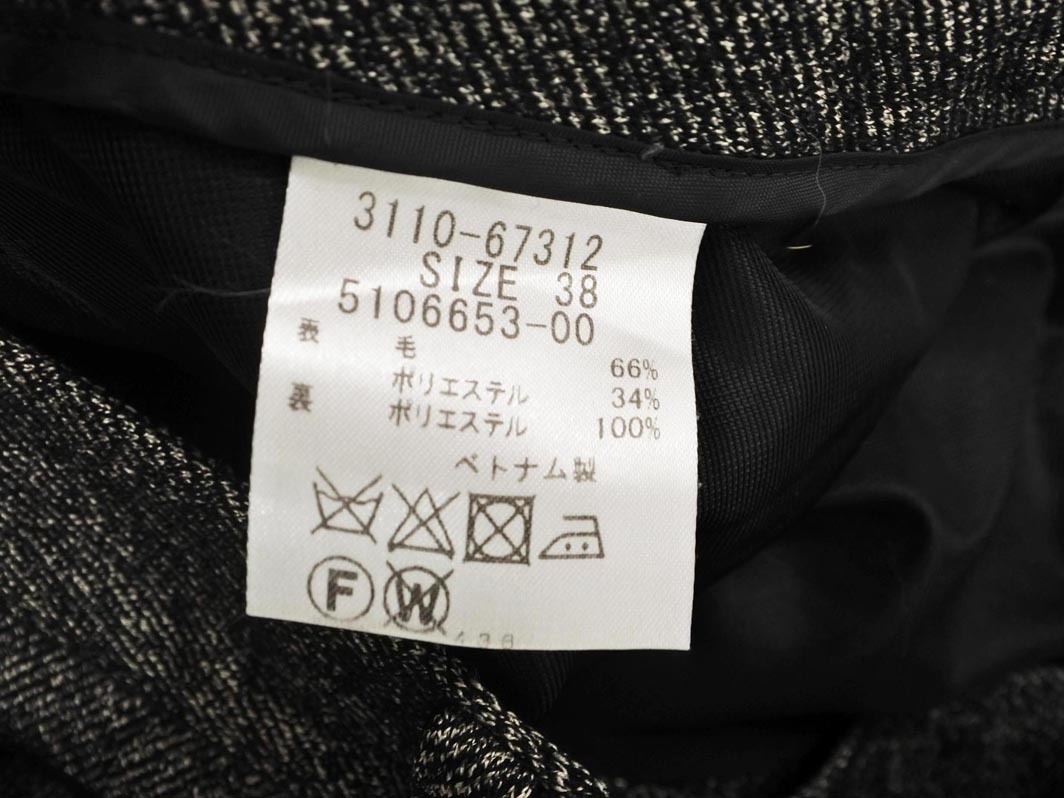 3110-67312
SIZE 38
5106653-00
表 毛 66%
ポリエステル 34%
裏 ポリエステル 100%
ベトナム製
F W